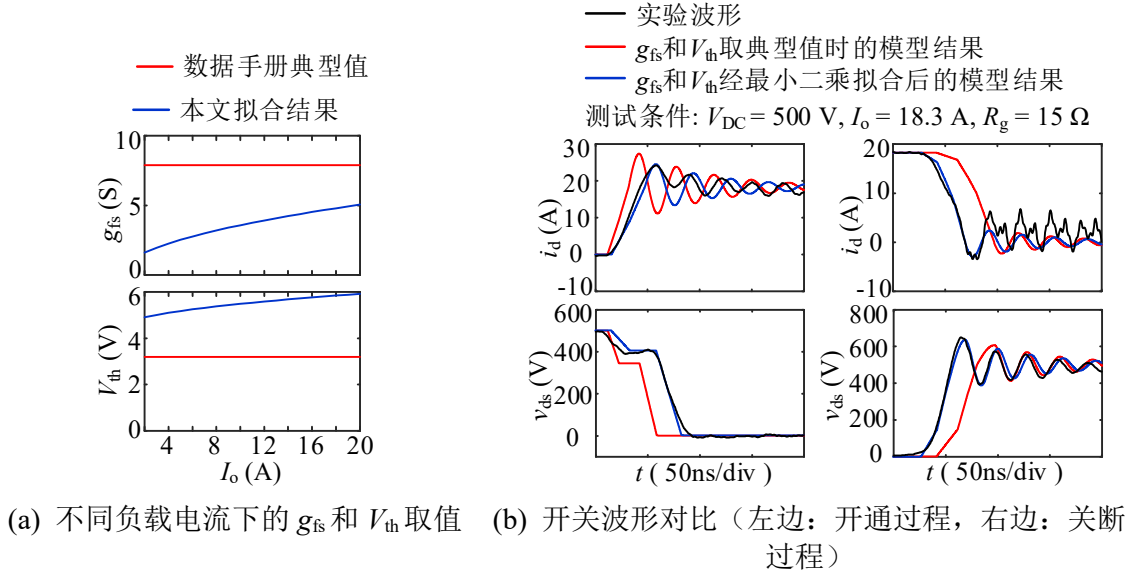 数据手册典型值
本文拟合结果
10
5
0
gfs (S)
6
3
0
Vth (V)
4 8 12 16 20
Io (A)
(a) 不同负载电流下的 gfs 和 Vth 取值
实验波形
gfs和Vth取典型值时的模型结果
gfs和Vth经最小二乘拟合后的模型结果
测试条件: VDC = 500 V, Io = 18.3 A, Rg = 15 Ω
30
20
10
0
-10
id (A)
30
20
10
0
-10
id (A)
600
400
200
0
vds (V)
t ( 50ns/div )
800
600
400
200
0
vds (V)
t ( 50ns/div )
(b) 开关波形对比（左边: 开通过程，右边: 关断
过程）